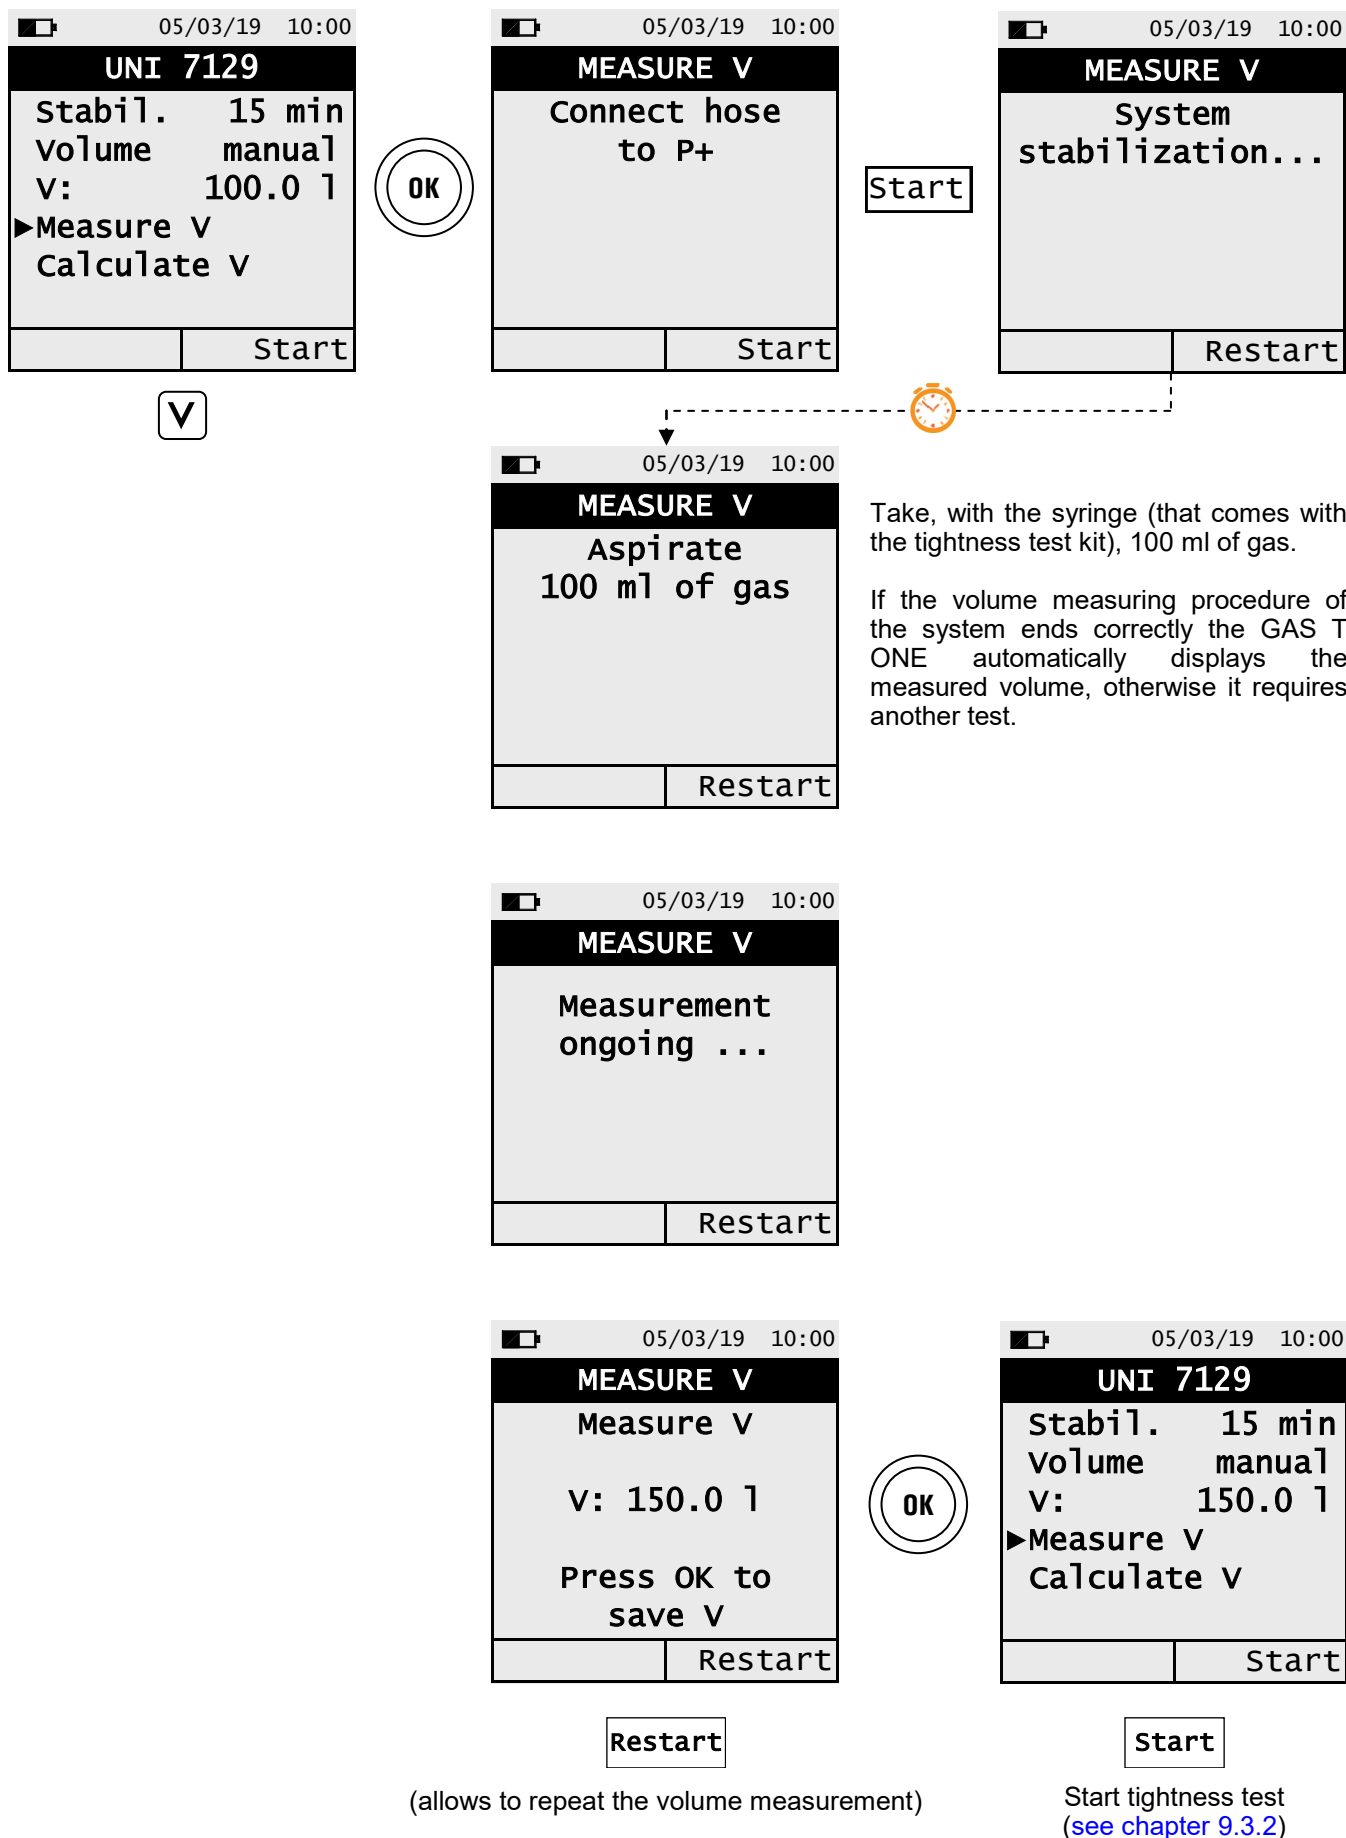 05/03/19 10:00
UNI 7129
Stabil. 15 min
Volume manual
V: 100.0 l
▶Measure V
Calculate V
Start
OK
05/03/19 10:00
MEASURE V
Connect hose
to P+
Start
Start
05/03/19 10:00
MEASURE V
System
stabilization...
Restart
V
05/03/19 10:00
MEASURE V
Aspirate
100 ml of gas
Restart
Take, with the syringe (that comes with
the tightness test kit), 100 ml of gas.
If the volume measuring procedure of
the system ends correctly the GAS T
ONE automatically displays the
measured volume, otherwise it requires
another test.
05/03/19 10:00
MEASURE V
Measurement
ongoing ...
Restart
05/03/19 10:00
MEASURE V
Measure V
V: 150.0 l
Press OK to
save V
Restart
OK
05/03/19 10:00
UNI 7129
Stabil. 15 min
Volume manual
V: 150.0 l
▶Measure V
Calculate V
Start
Restart
(allows to repeat the volume measurement)
Start
Start tightness test
(see chapter 9.3.2)